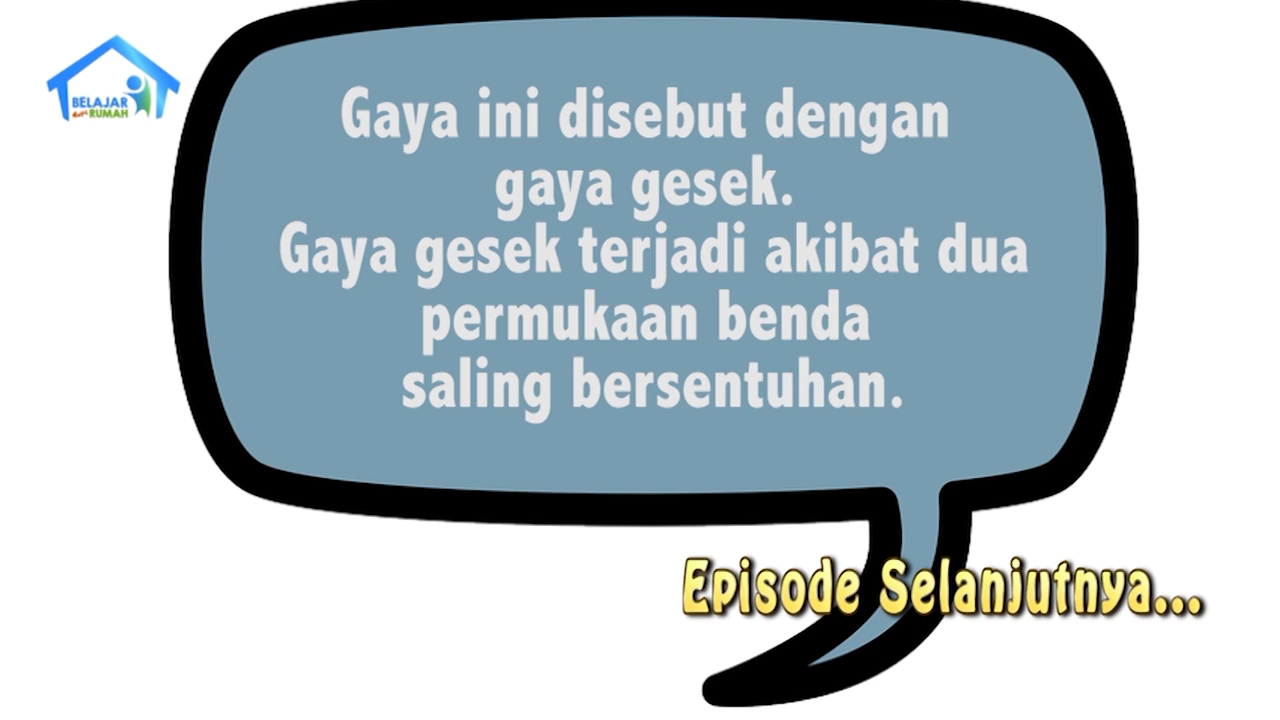 BELAJAR
dari RUMAH
Gaya ini disebut dengan
gaya gesek.
Gaya gesek terjadi akibat dua
permukaan benda
saling bersentuhan.
Episode Selanjutnya...